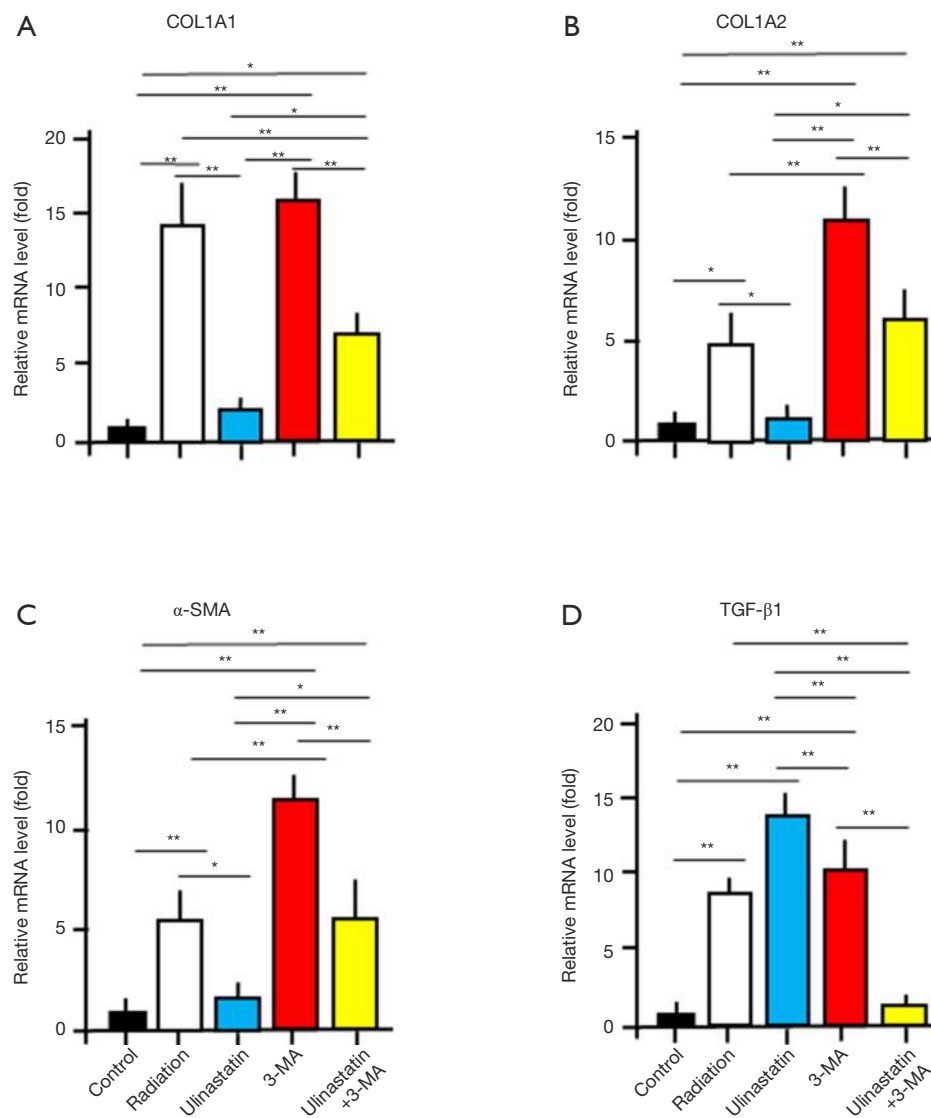 A
COL1A1
*
**
*
**
** ** ** **
Relative mRNA level (fold)
20
15
10
5
0
B
COL1A2
**
**
*
**
** **
*
*
Relative mRNA level (fold)
15
10
5
0
C
α-SMA
**
**
*
**
**
**
**
*
Relative mRNA level (fold)
15
10
5
0
Control
Radiation
Ulinastatin
3-MA
Ulinastatin
+3-MA
D
TGF-β1
**
**
**
**
**
**
**
**
Relative mRNA level (fold)
20
15
10
5
0
Control
Radiation
Ulinastatin
3-MA
Ulinastatin
+3-MA